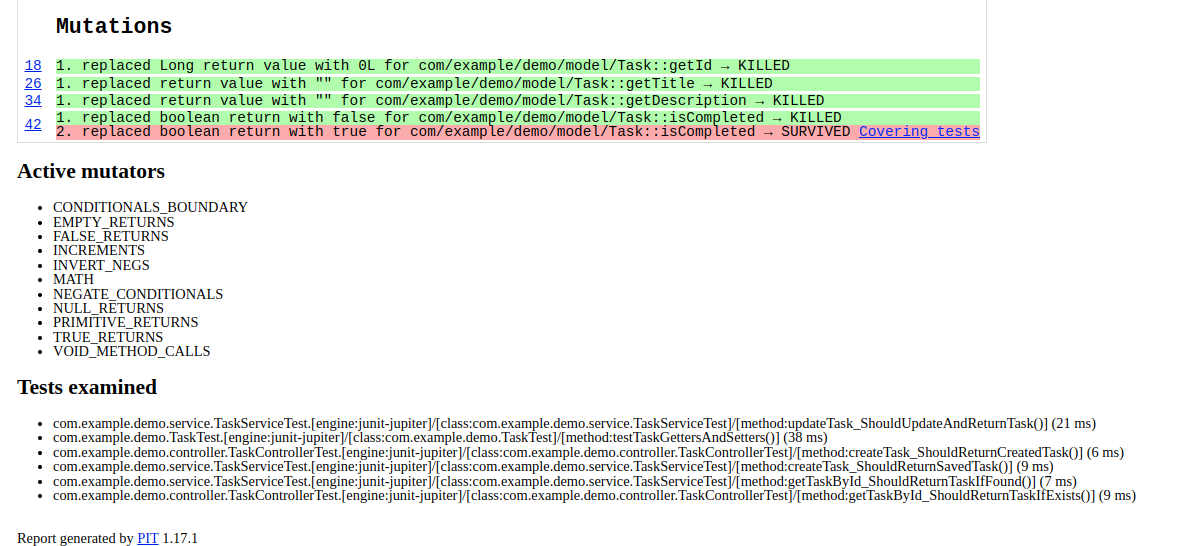 Mutations
18 1. replaced Long return value with 0L for com/example/demo/model/Task::getId → KILLED
26 1. replaced return value with "" for com/example/demo/model/Task::getTitle → KILLED
34 1. replaced return value with "" for com/example/demo/model/Task::getDescription → KILLED
42 1. replaced boolean return with false for com/example/demo/model/Task::isCompleted → KILLED
2. replaced boolean return with true for com/example/demo/model/Task::isCompleted → SURVIVED Covering tests
Active mutators
• CONDITIONALS_BOUNDARY
• EMPTY_RETURNS
• FALSE_RETURNS
• INCREMENTS
• INVERT_NEGS
• MATH
• NEGATE_CONDITIONALS
• NULL_RETURNS
• PRIMITIVE_RETURNS
• TRUE_RETURNS
• VOID_METHOD_CALLS
Tests examined
• com.example.demo.service.TaskServiceTest.[engine:junit-jupiter]/[class:com.example.demo.service.TaskServiceTest]/[method:updateTask_ShouldUpdateAndReturnTask()] (21 ms)
• com.example.demo.TaskTest.[engine:junit-jupiter]/[class:com.example.demo.TaskTest]/[method:testTaskGettersAndSetters()] (38 ms)
• com.example.demo.controller.TaskControllerTest.[engine:junit-jupiter]/[class:com.example.demo.controller.TaskControllerTest]/[method:createTask_ShouldReturnCreatedTask()] (6 ms)
• com.example.demo.service.TaskServiceTest.[engine:junit-jupiter]/[class:com.example.demo.service.TaskServiceTest]/[method:createTask_ShouldReturnSavedTask()] (9 ms)
• com.example.demo.service.TaskServiceTest.[engine:junit-jupiter]/[class:com.example.demo.service.TaskServiceTest]/[method:getTaskById_ShouldReturnTaskIfFound()] (7 ms)
• com.example.demo.controller.TaskControllerTest.[engine:junit-jupiter]/[class:com.example.demo.controller.TaskControllerTest]/[method:getTaskById_ShouldReturnTaskIfExists()] (9 ms)
Report generated by PIT 1.17.1